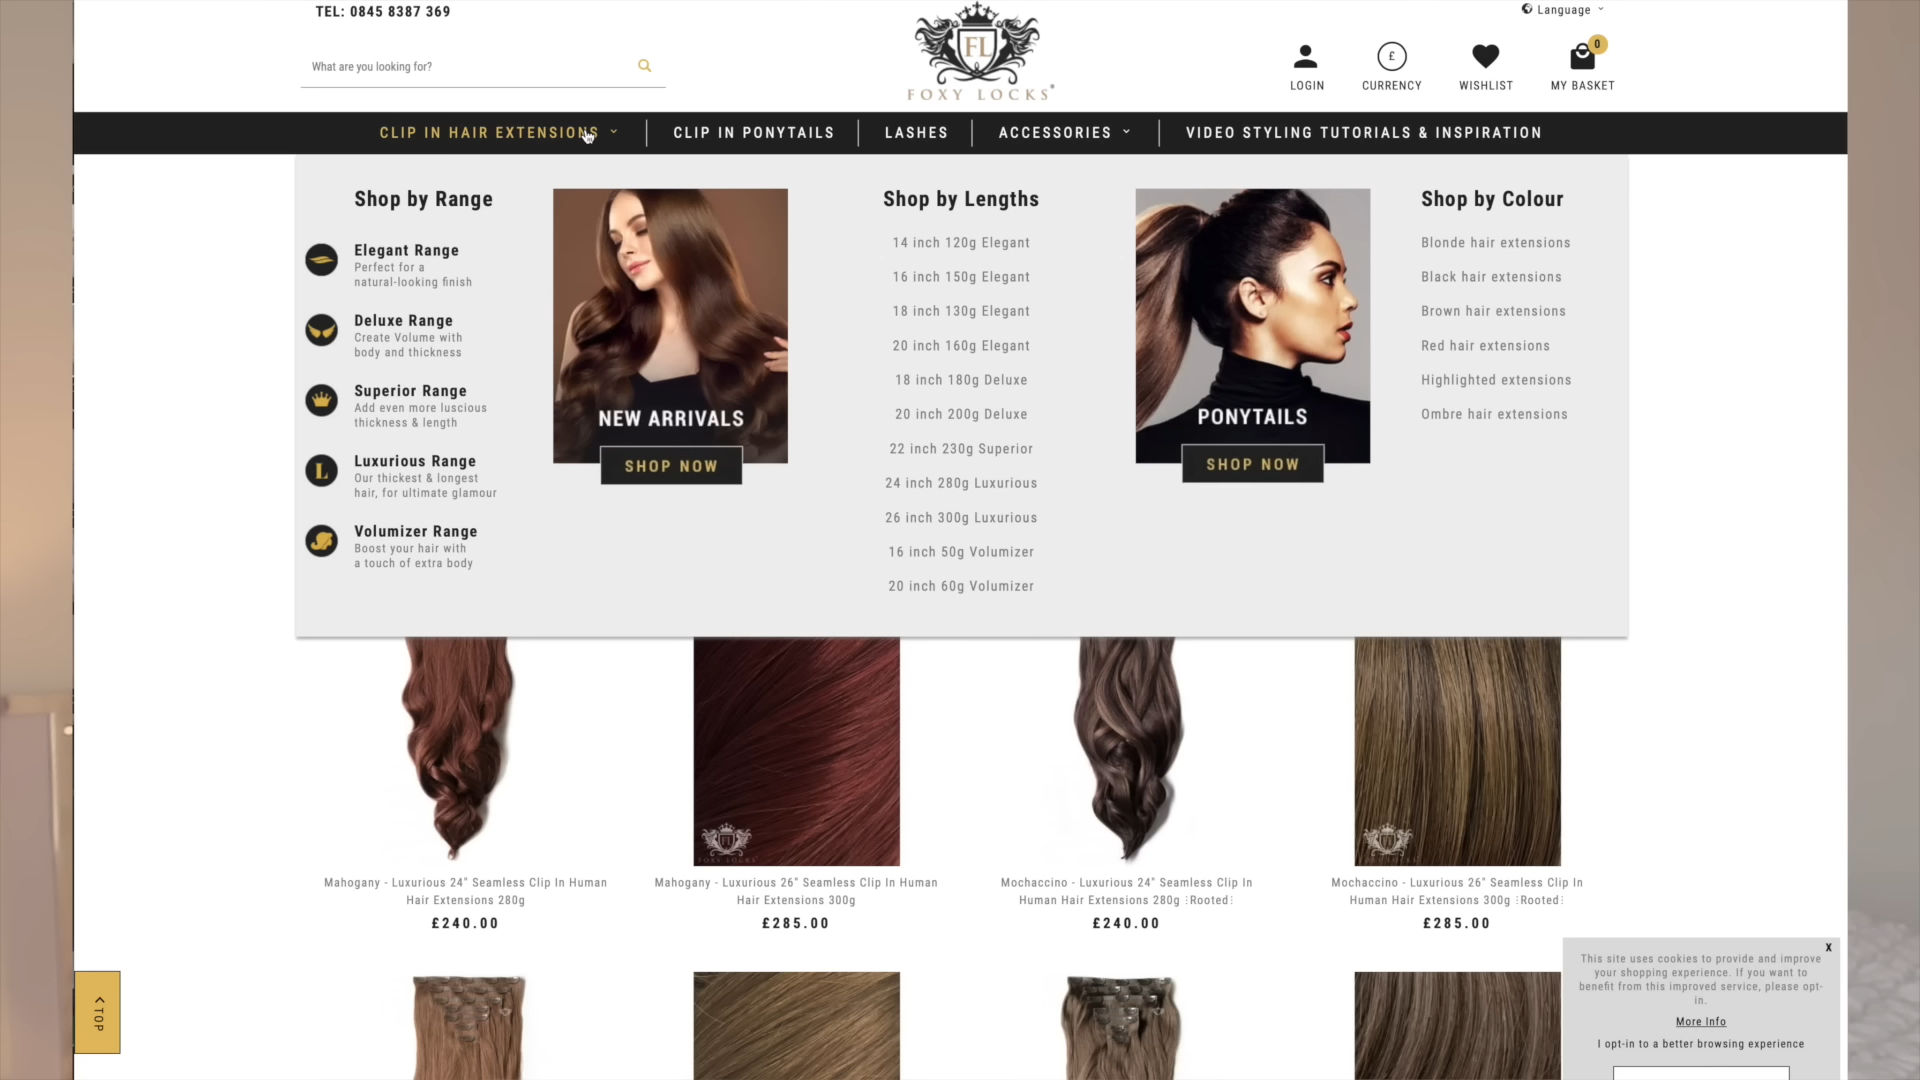 TEL: 0845 8387 369
Language
What are you looking for?
FL
FOXY LOCKS
£
0
LOGIN
CURRENCY
WISHLIST
MY BASKET
CLIP IN HAIR EXTENSIONS
CLIP IN PONYTAILS
LASHES
ACCESSORIES
VIDEO STYLING TUTORIALS & INSPIRATION
Shop by Range
Elegant Range
Perfect for a
natural-looking finish
Deluxe Range
Create Volume with
body and thickness
Superior Range
Add even more luscious
thickness & length
L
Luxurious Range
Our thickest & longest
hair, for ultimate glamour
Volumizer Range
Boost your hair with
a touch of extra body
NEW ARRIVALS
SHOP NOW
Shop by Lengths
14 inch 120g Elegant
16 inch 150g Elegant
18 inch 130g Elegant
20 inch 160g Elegant
18 inch 180g Deluxe
20 inch 200g Deluxe
22 inch 230g Superior
24 inch 280g Luxurious
26 inch 300g Luxurious
16 inch 50g Volumizer
20 inch 60g Volumizer
PONYTAILS
SHOP NOW
Shop by Colour
Blonde hair extensions
Black hair extensions
Brown hair extensions
Red hair extensions
Highlighted extensions
Ombre hair extensions
FL
FOXY LOCKS
FOXY LOCKS
Mahogany - Luxurious 24" Seamless Clip In Human
Hair Extensions 280g
£240.00
Mahogany - Luxurious 26" Seamless Clip In Human
Hair Extensions 300g
£285.00
Mochaccino - Luxurious 24" Seamless Clip In
Human Hair Extensions 280g ⁝Rooted⁝
£240.00
Mochaccino - Luxurious 26" Seamless Clip In
Human Hair Extensions 300g ⁝Rooted⁝
£285.00
TOP
X
This site uses cookies to provide and improve
your shopping experience. If you want to
benefit from this improved service, please opt-
in.
More Info
I opt-in to a better browsing experience